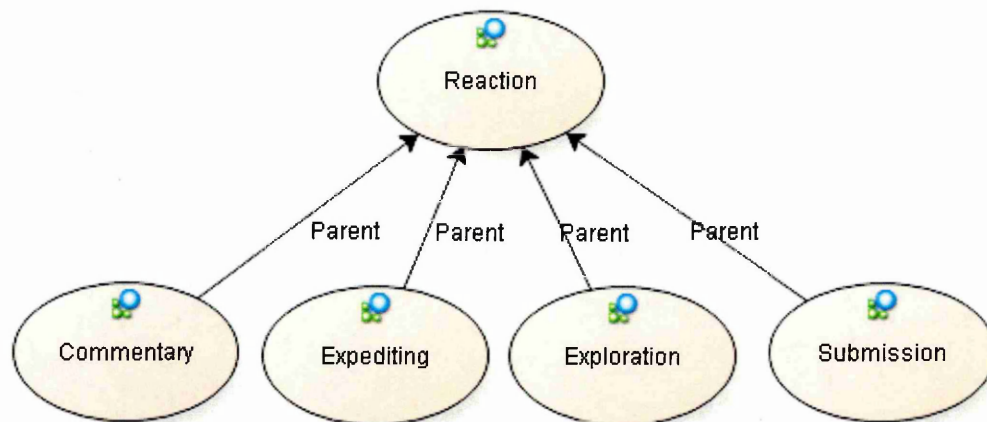 Reaction
Parent Parent Parent Parent
Commentary Expediting Exploration Submission